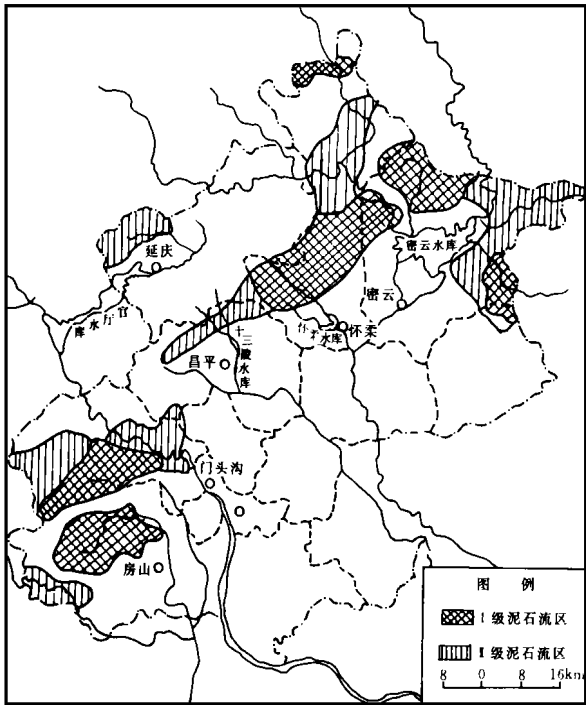 延庆
密云水库
密云
库水厅官
怀柔水库
怀柔
十三陵水库
昌平
门头沟
房山
图 例
Ⅰ级泥石流区
Ⅱ级泥石流区
8 0 8 16km